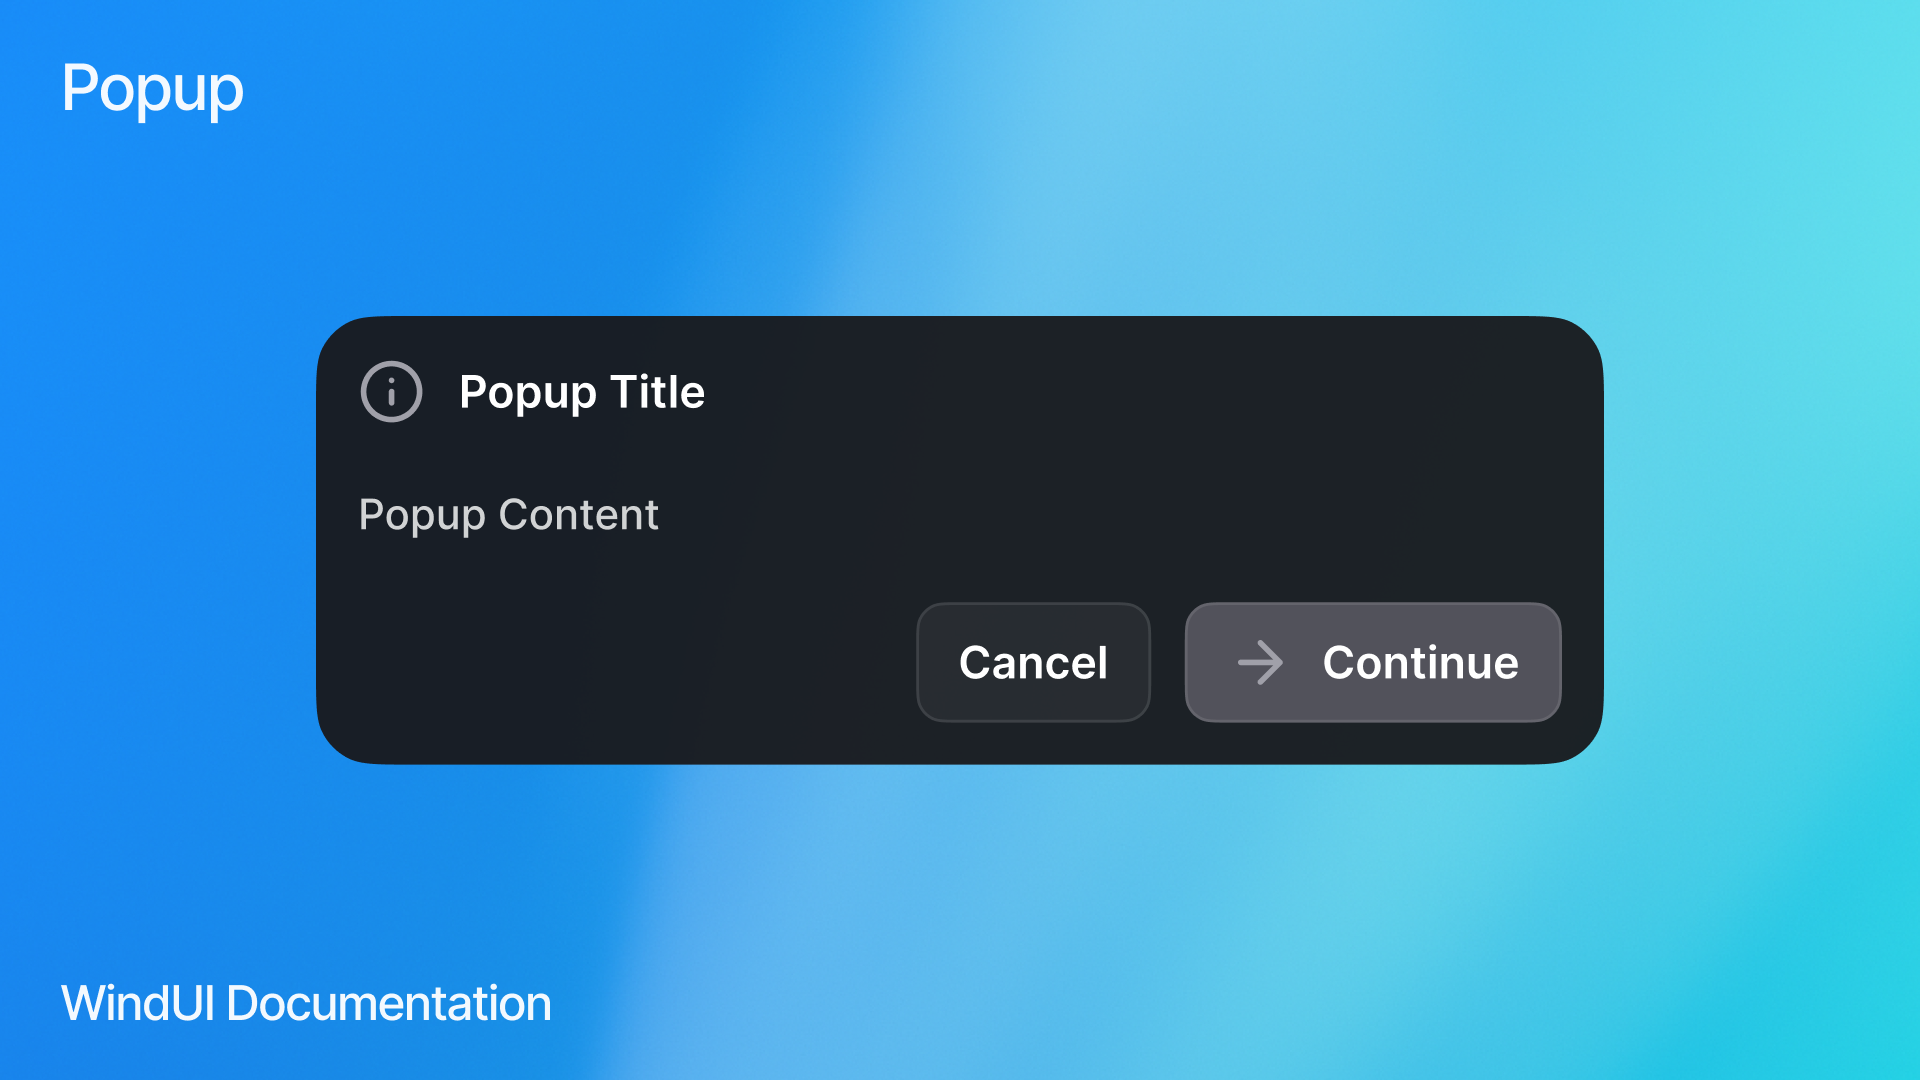 Popup
Popup Title
Popup Content
Cancel
Continue
WindUI Documentation